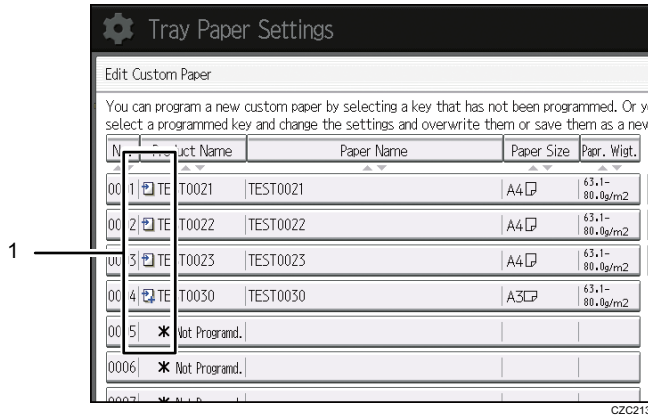 Tray Paper Settings
Edit Custom Paper
You can program a new custom paper by selecting a key that has not been programmed. Or y
select a programmed key and change the settings and overwrite them or save them as a new
Product Name Paper Name Paper Size Papr. Wigt.
TEST0021 TEST0021 A4 63.1-
80.0g/m2
TEST0022 TEST0022 A4 63.1-
80.0g/m2
1
TEST0023 TEST0023 A4 63.1-
80.0g/m2
TEST0030 TEST0030 A3 63.1-
80.0g/m2
Not Programd.
0006 Not Programd.
CZC213